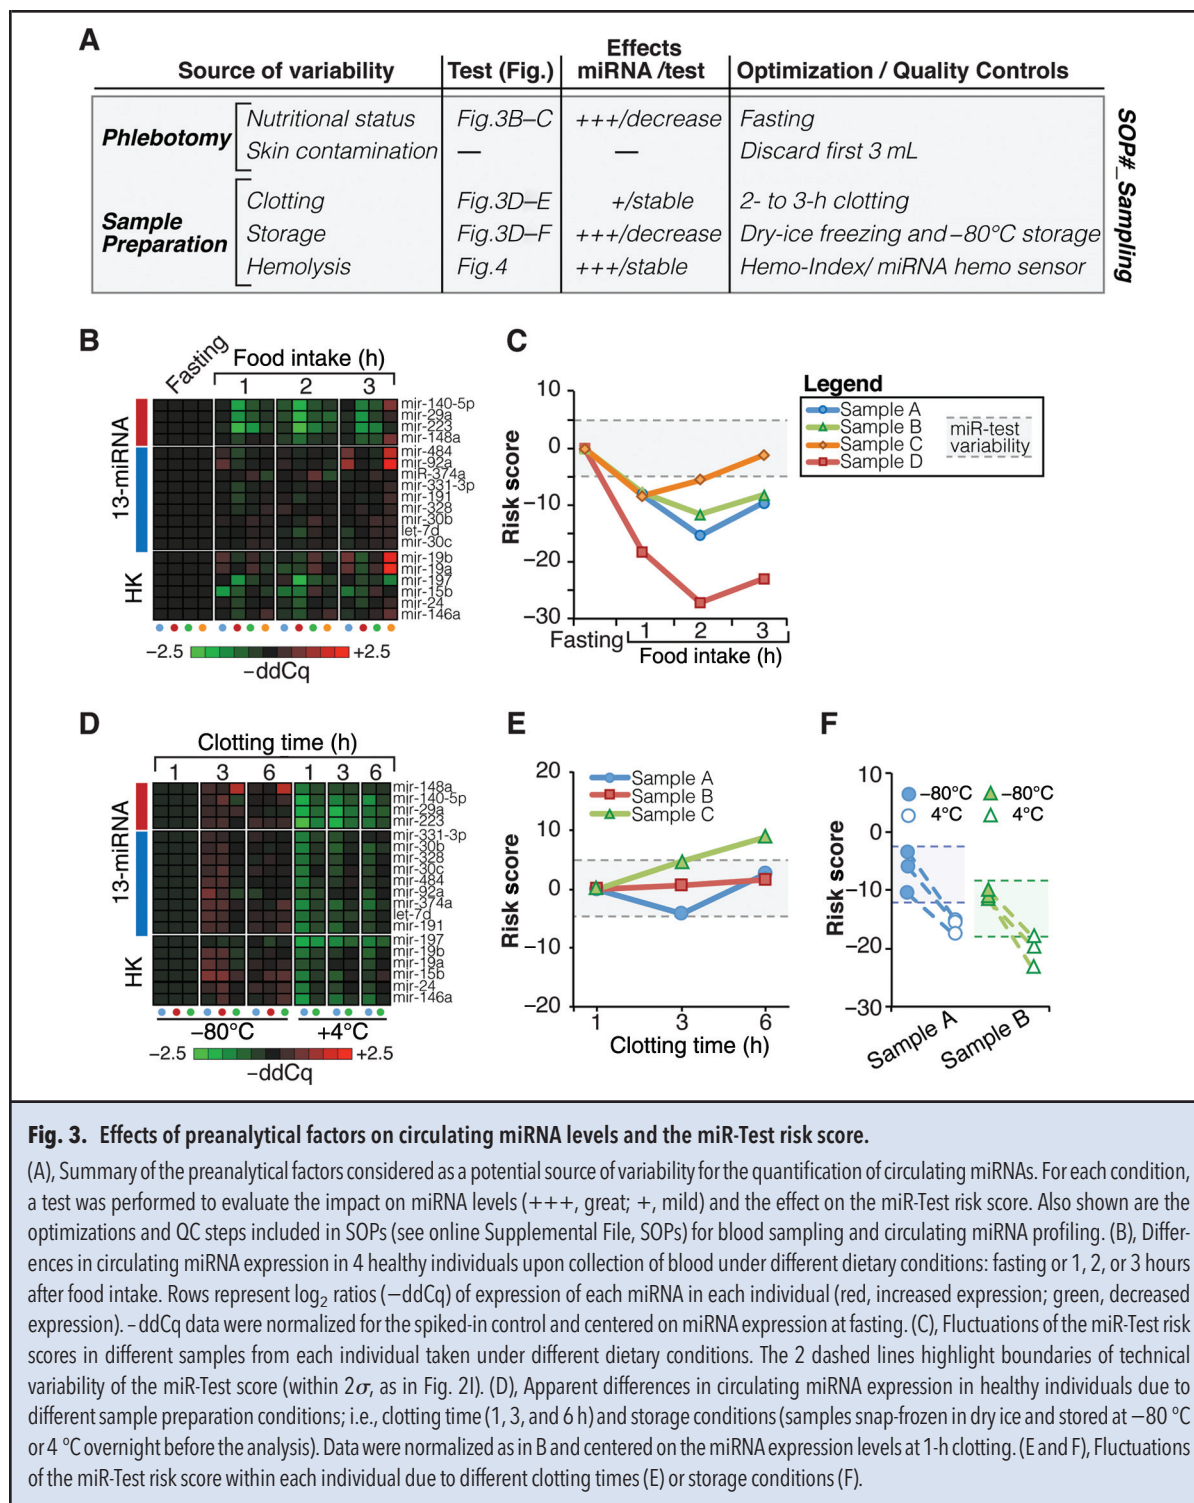 A
Source of variability Test (Fig.) Effects miRNA /test Optimization / Quality Controls
Phlebotomy
Nutritional status Fig.3B–C +++/decrease Fasting
Skin contamination — — Discard first 3 mL
Sample Preparation
Clotting Fig.3D–E +/stable 2- to 3-h clotting
Storage Fig.3D–F +++/decrease Dry-ice freezing and –80°C storage
Hemolysis Fig.4 +++/stable Hemo-Index/ miRNA hemo sensor
SOP#_Sampling
B
Fasting
Food intake (h)
1 2 3
13-miRNA
HK
mir-140-5p
mir-29a
mir-223
mir-148a
mir-484
mir-92a
miR-374a
mir-331-3p
mir-191
mir-328
mir-30b
let-7d
mir-30c
mir-19b
mir-19a
mir-197
mir-15b
mir-24
mir-146a
–2.5 +2.5
–ddCq
C
Risk score
10
0
–10
–20
–30
Fasting 1 2 3
Food intake (h)
Legend
Sample A
Sample B
Sample C
Sample D
miR-test
variability
D
Clotting time (h)
1 3 6 1 3 6
13-miRNA
HK
mir-148a
mir-140-5p
mir-29a
mir-223
mir-331-3p
mir-30b
mir-328
mir-30c
mir-484
mir-92a
mir-374a
let-7d
mir-191
mir-197
mir-19b
mir-19a
mir-15b
mir-24
mir-146a
–80°C +4°C
–2.5 +2.5
–ddCq
E
Risk score
20
10
0
–10
–20
Sample A
Sample B
Sample C
1 3 6
Clotting time (h)
F
Risk score
10
0
–10
–20
–30
–80°C –80°C
4°C 4°C
Sample A
Sample B
Fig. 3. Effects of preanalytical factors on circulating miRNA levels and the miR-Test risk score.
(A), Summary of the preanalytical factors considered as a potential source of variability for the quantification of circulating miRNAs. For each condition,
a test was performed to evaluate the impact on miRNA levels (+++, great; +, mild) and the effect on the miR-Test risk score. Also shown are the
optimizations and QC steps included in SOPs (see online Supplemental File, SOPs) for blood sampling and circulating miRNA profiling. (B), Differ-
ences in circulating miRNA expression in 4 healthy individuals upon collection of blood under different dietary conditions: fasting or 1, 2, or 3 hours
after food intake. Rows represent log2 ratios (−ddCq) of expression of each miRNA in each individual (red, increased expression; green, decreased
expression). –ddCq data were normalized for the spiked-in control and centered on miRNA expression at fasting. (C), Fluctuations of the miR-Test risk
scores in different samples from each individual taken under different dietary conditions. The 2 dashed lines highlight boundaries of technical
variability of the miR-Test score (within 2σ, as in Fig. 2I). (D), Apparent differences in circulating miRNA expression in healthy individuals due to
different sample preparation conditions; i.e., clotting time (1, 3, and 6 h) and storage conditions (samples snap-frozen in dry ice and stored at −80 °C
or 4 °C overnight before the analysis). Data were normalized as in B and centered on the miRNA expression levels at 1-h clotting. (E and F), Fluctuations
of the miR-Test risk score within each individual due to different clotting times (E) or storage conditions (F).